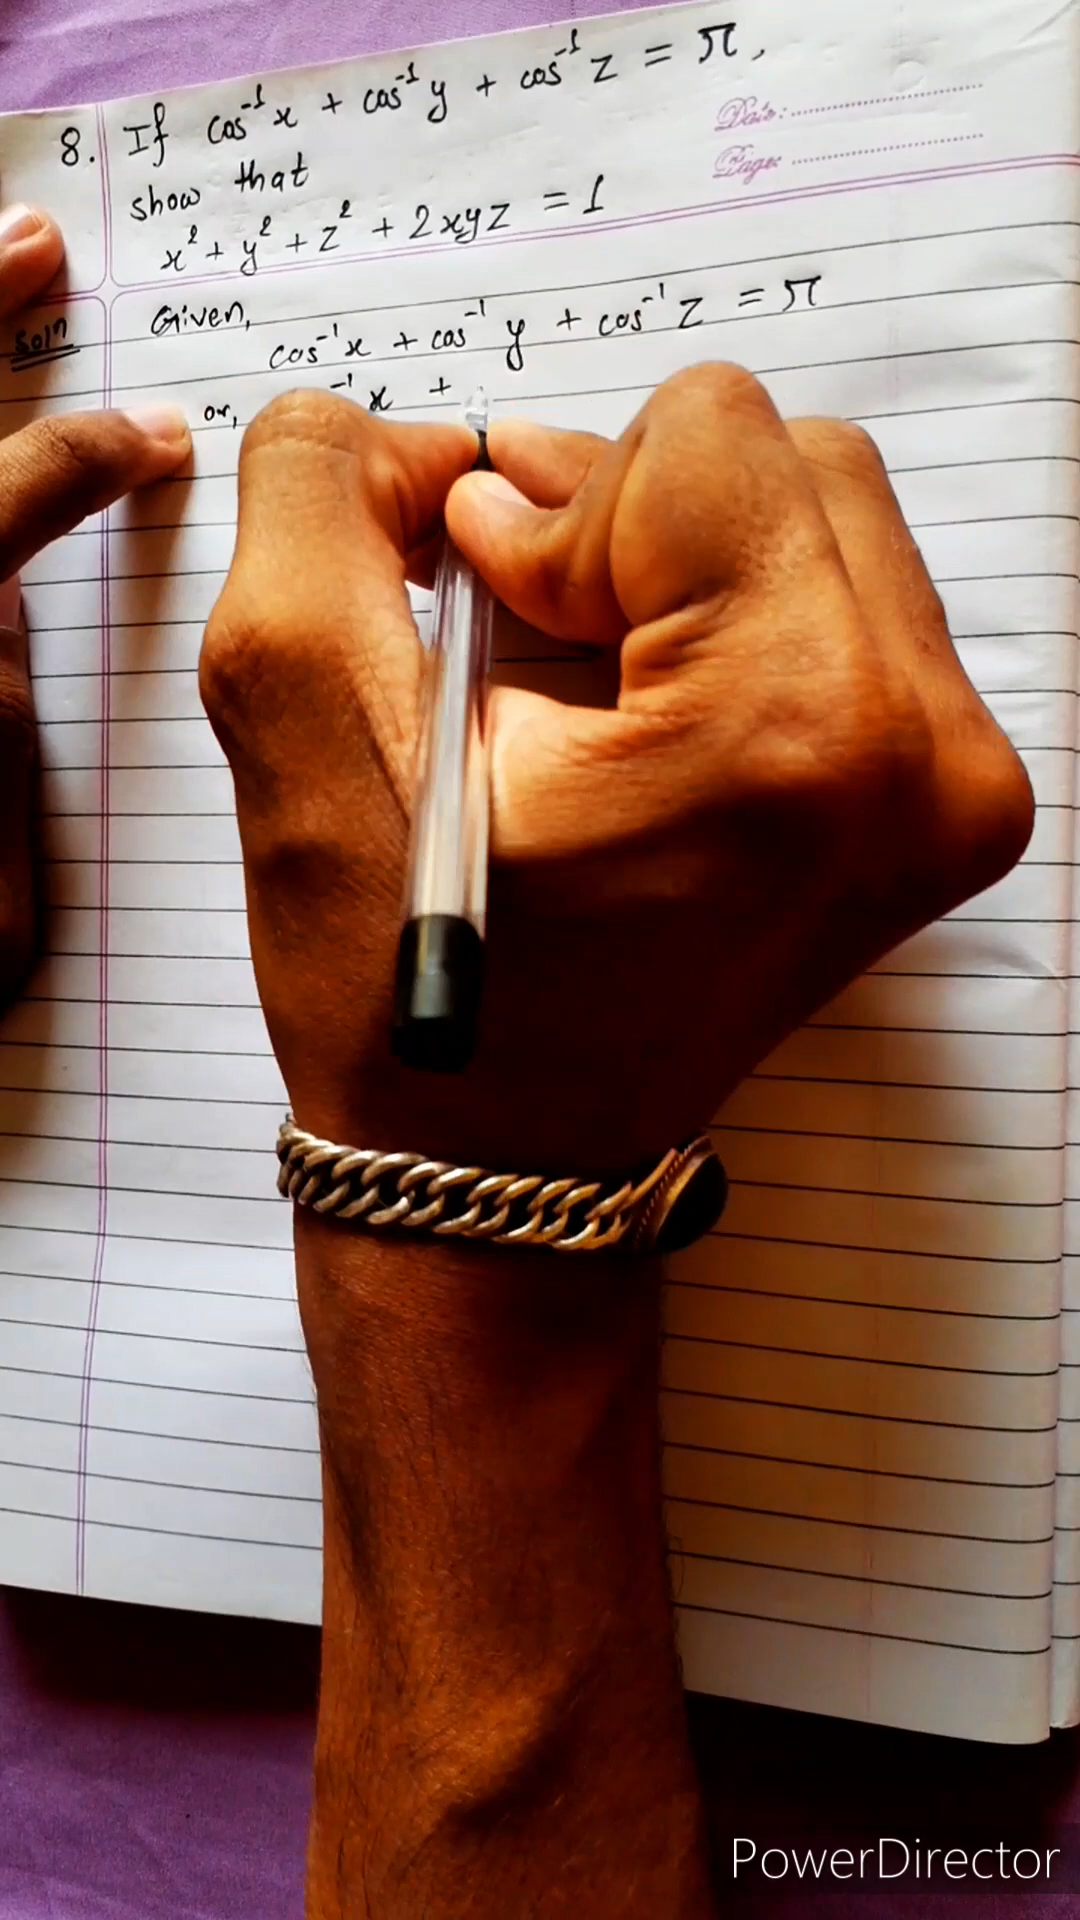 8. If cos⁻¹x + cos⁻¹y + cos⁻¹z = π,
show that
x² + y² + z² + 2xyz = 1
Date:
Page:
Soln
Given,
cos⁻¹x + cos⁻¹y + cos⁻¹z = π
or, ⁻¹x +
PowerDirector